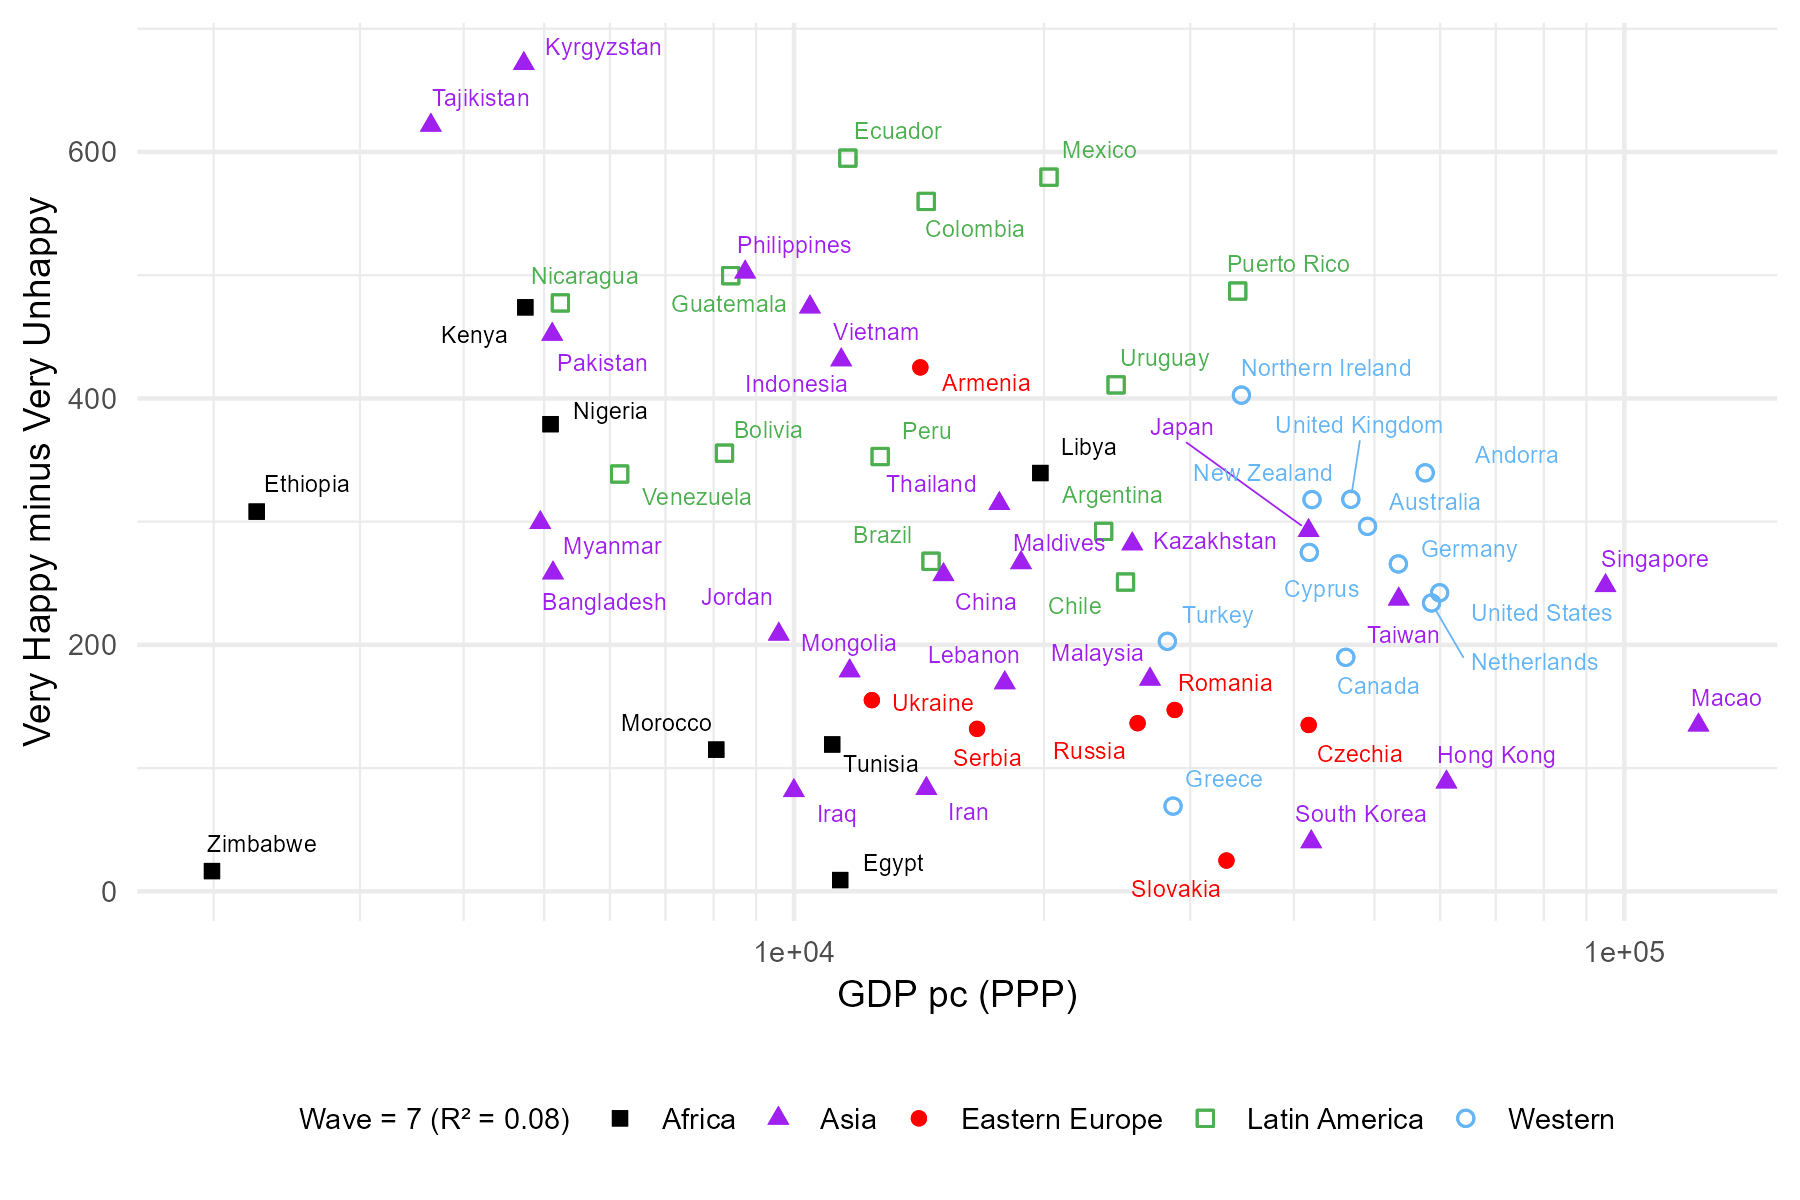 Kyrgyzstan
Tajikistan
600
Ecuador
Mexico
Colombia
Philippines
Puerto Rico
Nicaragua
Guatemala
Kenya
Vietnam
Pakistan
Uruguay
Northern Ireland
Indonesia
Armenia
400
Nigeria
Japan
United Kingdom
Bolivia
Peru
Libya
Andorra
New Zealand
Ethiopia
Thailand
Venezuela
Argentina
Australia
Brazil
Maldives
Kazakhstan
Myanmar
Germany
Singapore
Cyprus
Bangladesh
Jordan
China
Chile
Turkey
United States
Taiwan
200
Mongolia
Lebanon
Malaysia
Netherlands
Romania
Canada
Ukraine
Macao
Morocco
Serbia
Russia
Czechia
Hong Kong
Tunisia
Greece
Iraq
Iran
South Korea
Zimbabwe
Egypt
Slovakia
0
Very Happy minus Very Unhappy
1e+04
1e+05
GDP pc (PPP)
Wave = 7 (R² = 0.08) Africa Asia Eastern Europe Latin America Western